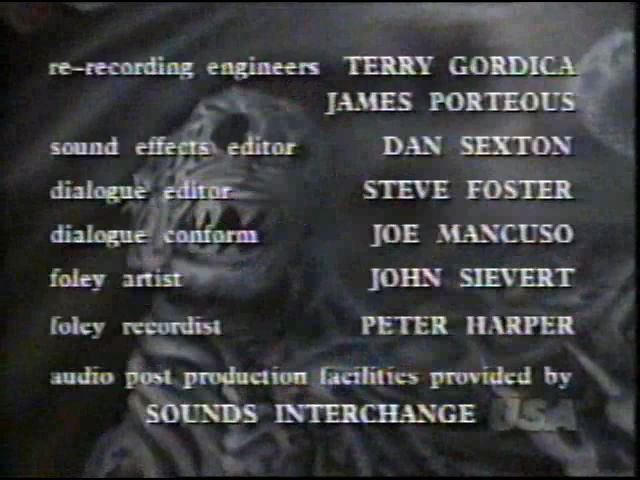 re-recording engineers TERRY GORDICA
JAMES PORTEOUS
sound effects editor DAN SEXTON
dialogue editor STEVE FOSTER
dialogue conform JOE MANCUSO
foley artist JOHN SIEVERT
foley recordist PETER HARPER
audio post production facilities provided by
SOUNDS INTERCHANGE
USA